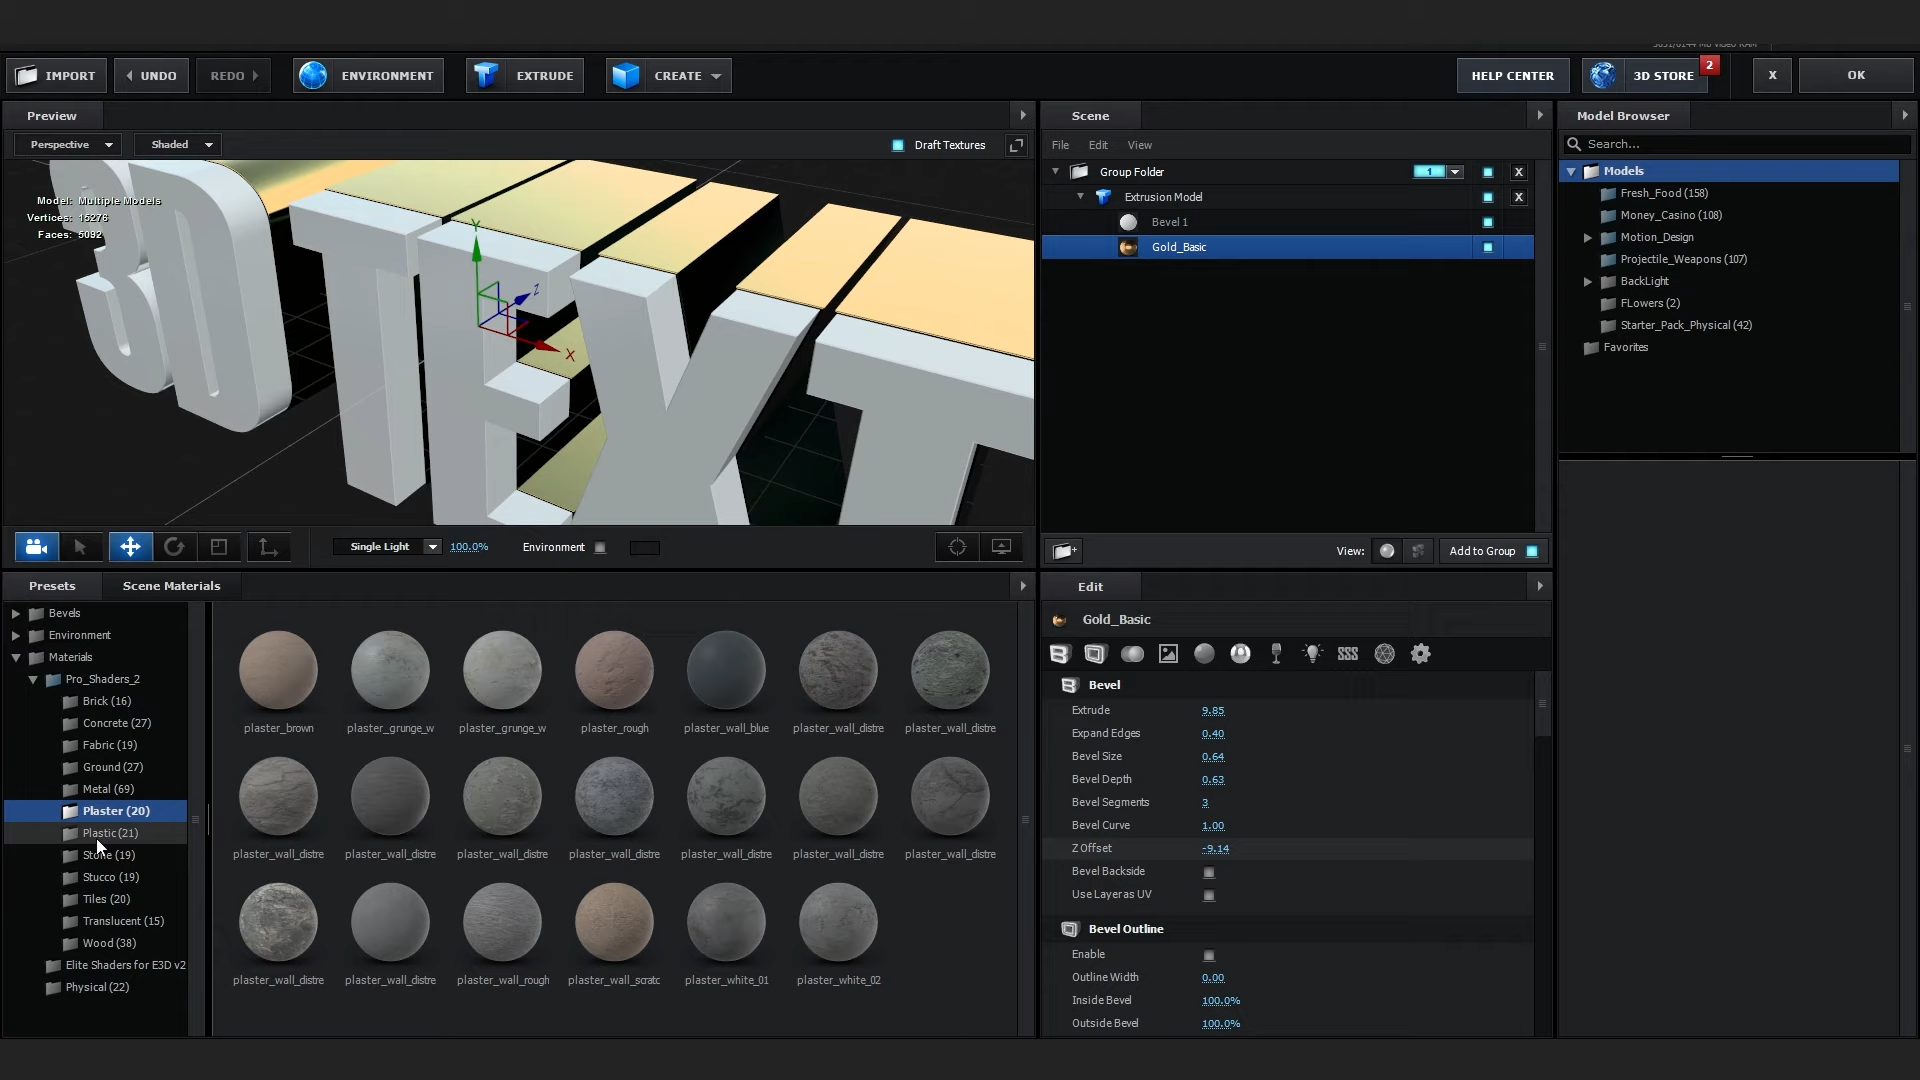 IMPORT
UNDO
REDO
ENVIRONMENT
EXTRUDE
CREATE
HELP CENTER
3D STORE
2
X
OK
Preview
Perspective
Shaded
Draft Textures
Model: Multiple Models
Vertices: 15276
Faces: 5092
3D TEXT
Y
Z
X
Single Light
100.0%
Environment
Scene
File
Edit
View
Group Folder
1
X
Extrusion Model
X
Bevel 1
Gold_Basic
View:
Add to Group
Model Browser
Search...
Models
Fresh_Food (158)
Money_Casino (108)
Motion_Design
Projectile_Weapons (107)
BackLight
FLowers (2)
Starter_Pack_Physical (42)
Favorites
Presets
Scene Materials
Bevels
Environment
Materials
Pro_Shaders_2
Brick (16)
Concrete (27)
Fabric (19)
Ground (27)
Metal (69)
Plaster (20)
Plastic (21)
Stone (19)
Stucco (19)
Tiles (20)
Translucent (15)
Wood (38)
Elite Shaders for E3D v2
Physical (22)
plaster_brown
plaster_grunge_w
plaster_grunge_w
plaster_rough
plaster_wall_blue
plaster_wall_distre
plaster_wall_distre
plaster_wall_distre
plaster_wall_distre
plaster_wall_distre
plaster_wall_distre
plaster_wall_distre
plaster_wall_distre
plaster_wall_distre
plaster_wall_distre
plaster_wall_distre
plaster_wall_rough
plaster_wall_scratc
plaster_white_01
plaster_white_02
Edit
Gold_Basic
Bevel
Extrude 9.85
Expand Edges 0.40
Bevel Size 0.64
Bevel Depth 0.63
Bevel Segments 3
Bevel Curve 1.00
Z Offset -9.14
Bevel Backside
Use Layer as UV
Bevel Outline
Enable
Outline Width 0.00
Inside Bevel 100.0%
Outside Bevel 100.0%